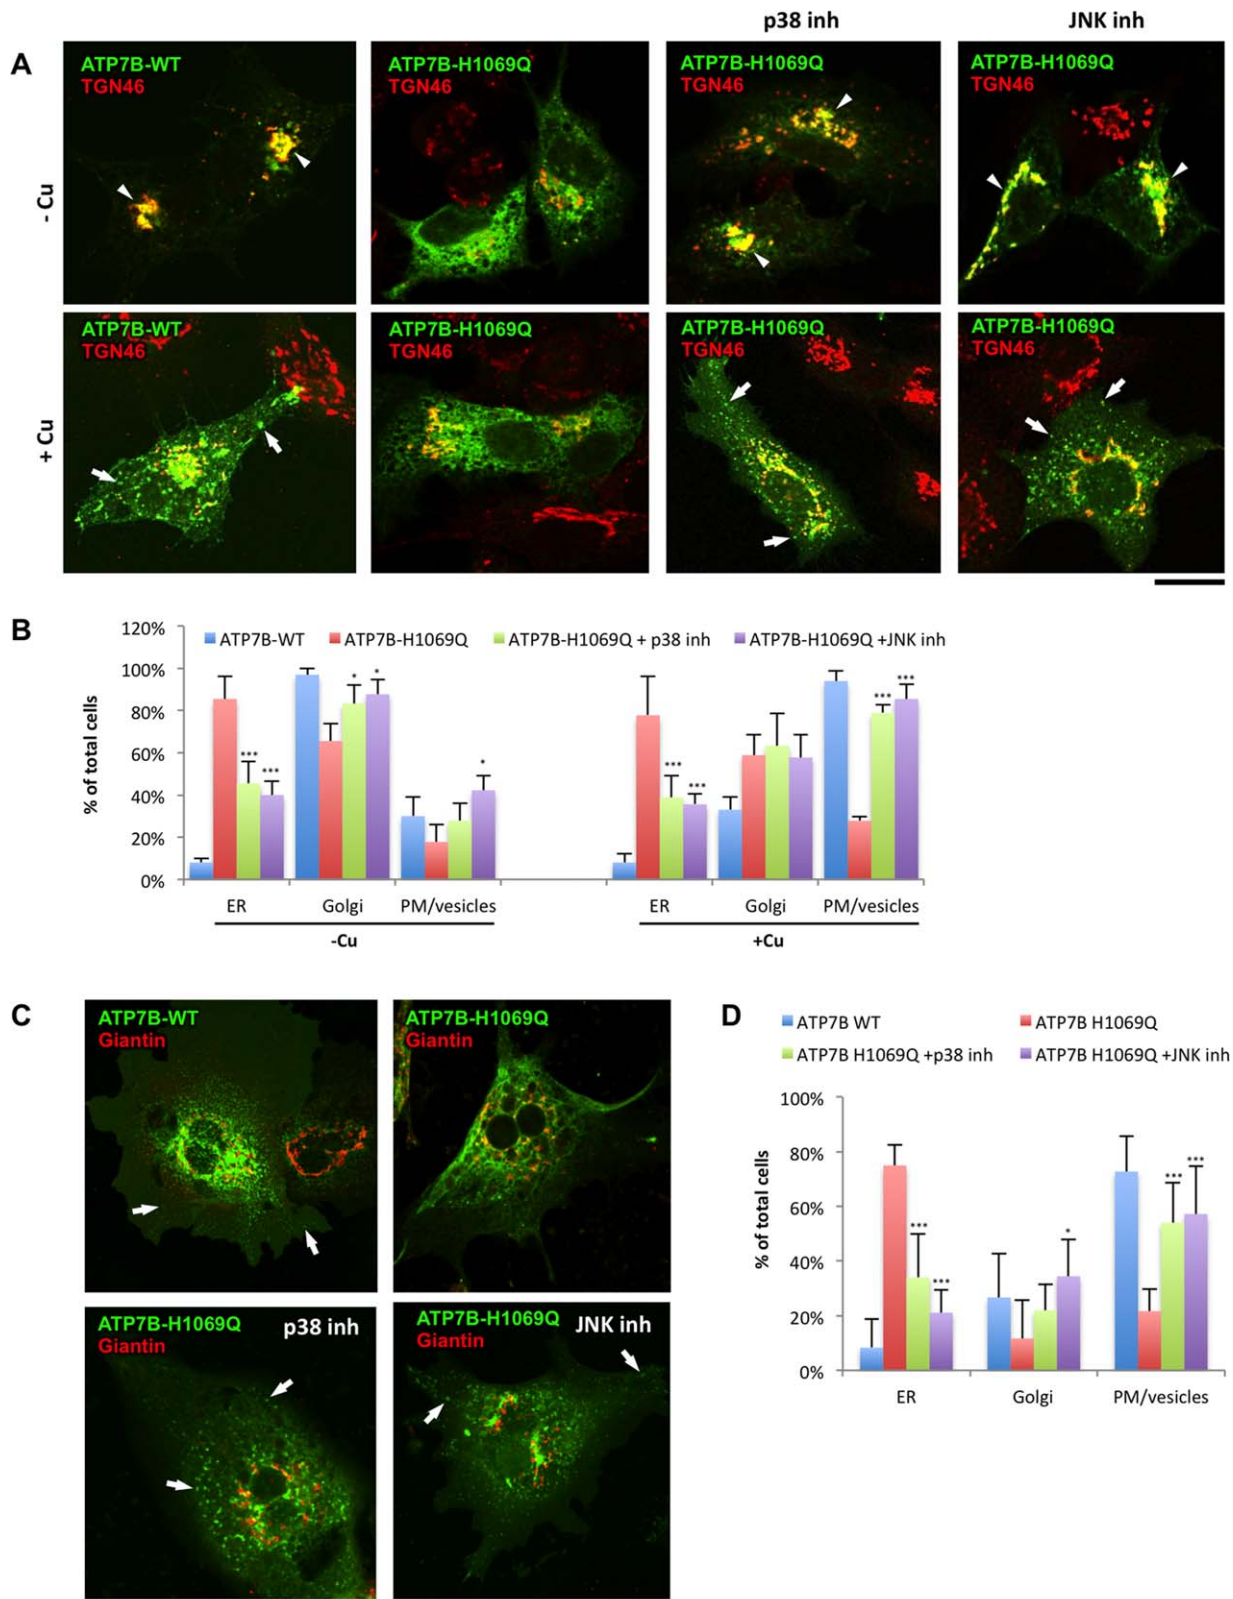 p38 inh JNK inh
A
ATP7B-WT ATP7B-H1069Q ATP7B-H1069Q ATP7B-H1069Q
TGN46 TGN46 TGN46 TGN46
- Cu
ATP7B-WT ATP7B-H1069Q ATP7B-H1069Q ATP7B-H1069Q
TGN46 TGN46 TGN46 TGN46
+ Cu
B
120% ATP7B-WT ATP7B-H1069Q ATP7B-H1069Q + p38 inh ATP7B-H1069Q +JNK inh
100%
80%
60%
40%
20%
0%
% of total cells
*** *** * * * *** *** *** ***
ER Golgi PM/vesicles ER Golgi PM/vesicles
-Cu +Cu
C
ATP7B-WT ATP7B-H1069Q
Giantin Giantin
ATP7B-H1069Q p38 inh ATP7B-H1069Q JNK inh
Giantin Giantin
D
ATP7B WT ATP7B H1069Q
ATP7B H1069Q +p38 inh ATP7B H1069Q +JNK inh
100%
80%
60%
40%
20%
0%
% of total cells
*** *** * *** ***
ER Golgi PM/vesicles